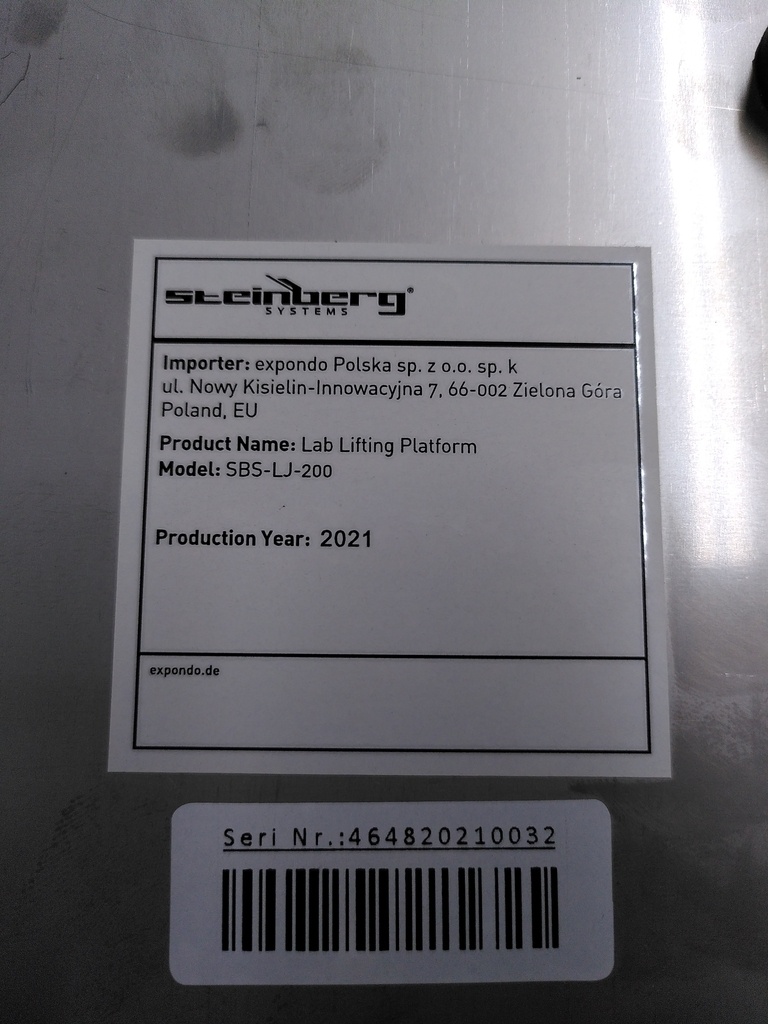 steinberg®
SYSTEMS
Importer: expondo Polska sp. z o.o. sp. k
ul. Nowy Kisielin-Innowacyjna 7, 66-002 Zielona Góra
Poland, EU
Product Name: Lab Lifting Platform
Model: SBS-LJ-200
Production Year: 2021
expondo.de
Seri Nr.:464820210032